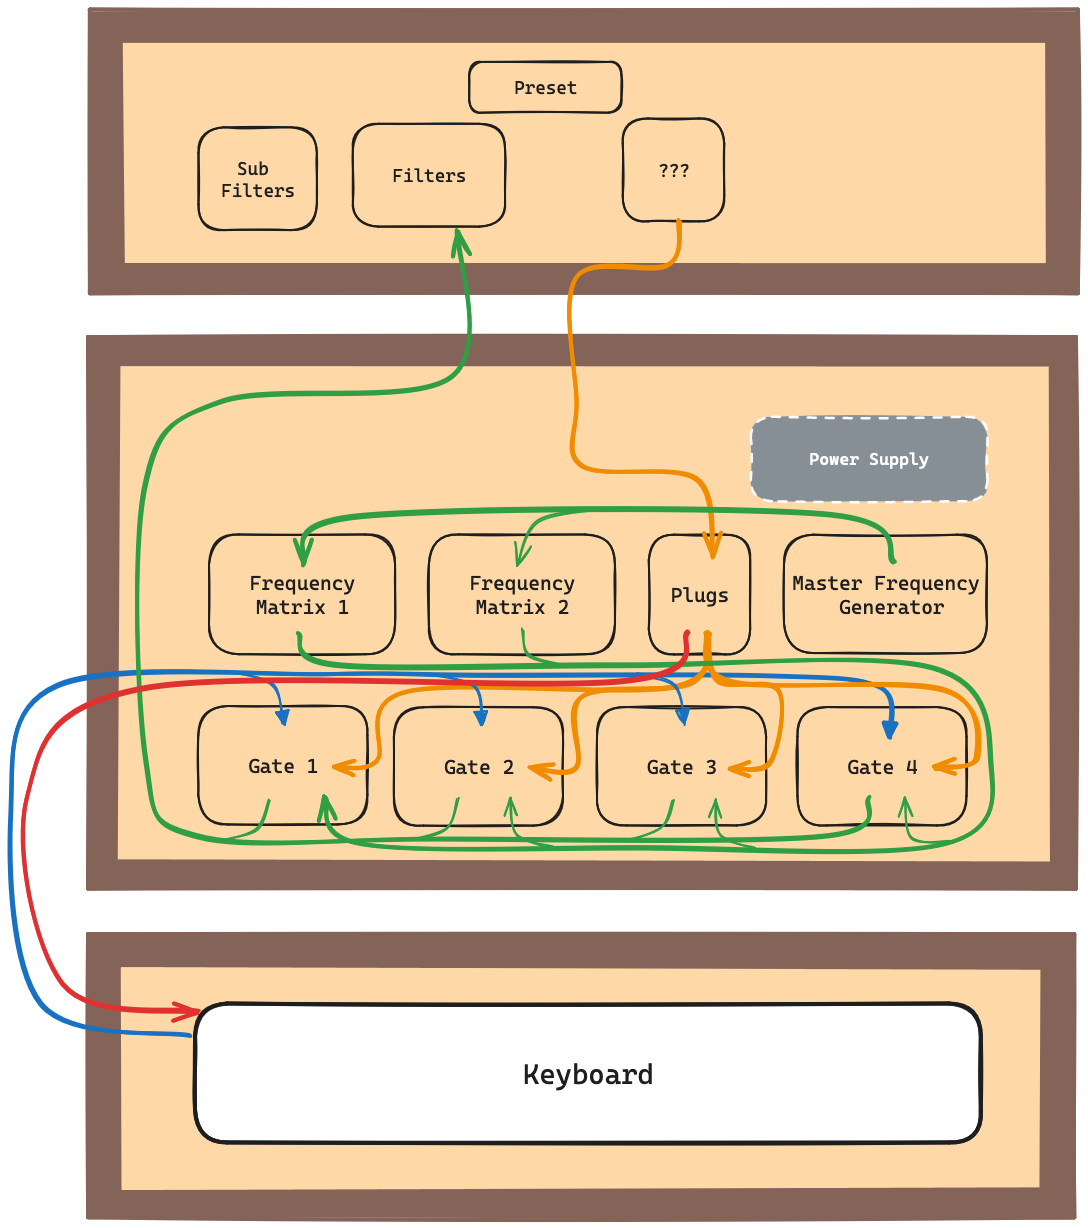 Preset
Sub
Filters
Filters
???
Power Supply
Frequency
Matrix 1
Frequency
Matrix 2
Plugs
Master Frequency
Generator
Gate 1
Gate 2
Gate 3
Gate 4
Keyboard